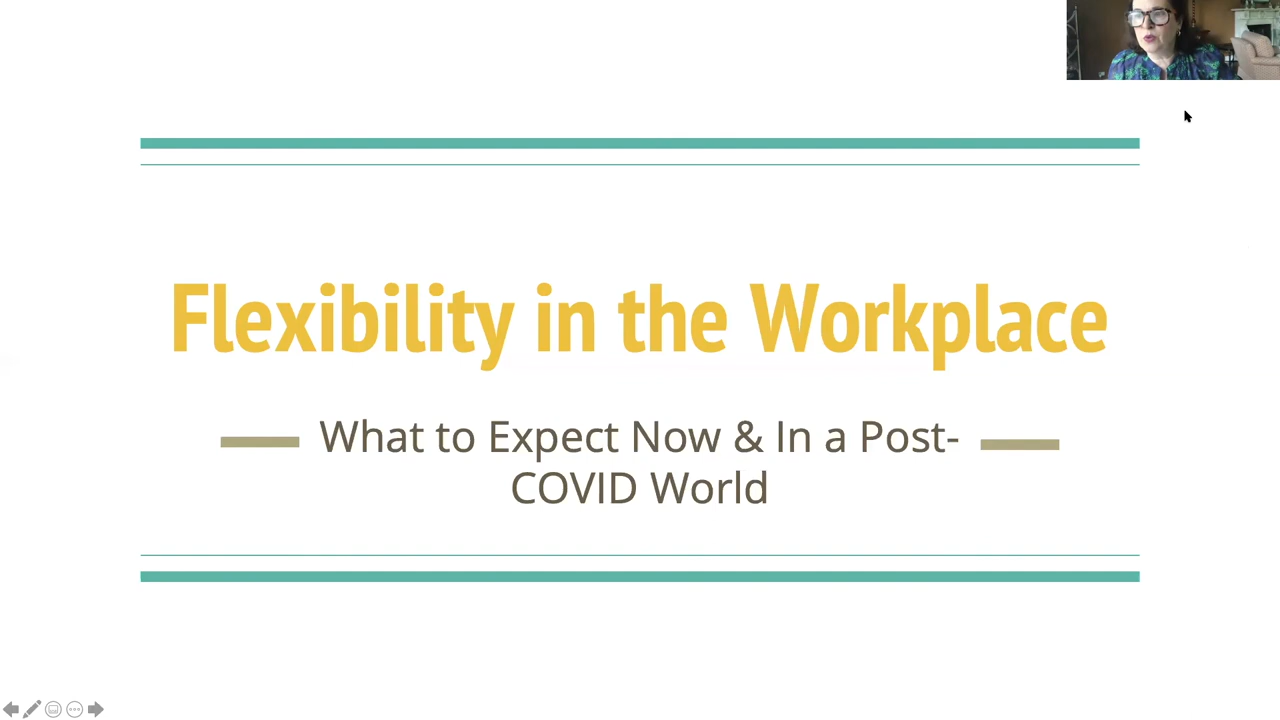 Flexibility in the Workplace
What to Expect Now & In a Post-
COVID World